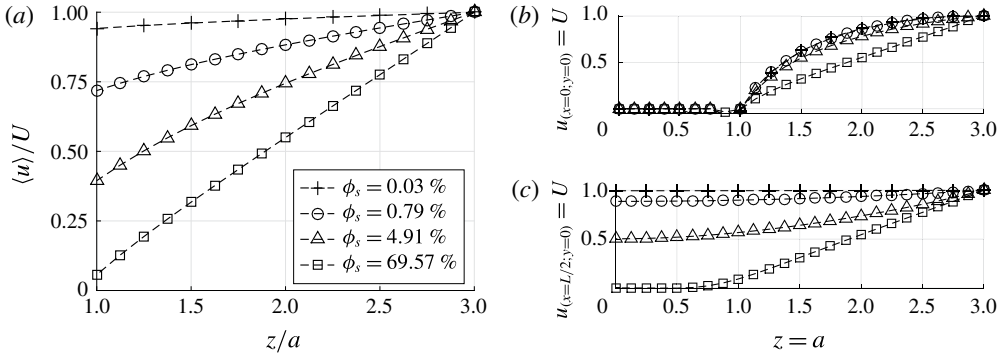 (a)
1.00
0.75
0.50
0.25
0
⟨u⟩/U
1.0 1.5 2.0 2.5 3.0
z/a
ϕs = 0.03 %
ϕs = 0.79 %
ϕs = 4.91 %
ϕs = 69.57 %
(b)
1.0
0.5
0
u(x=0;y=0) = U
0.5 1.0 1.5 2.0 2.5 3.0
(c)
1.0
0.5
0
u(x=L/2;y=0) = U
0.5 1.0 1.5 2.0 2.5 3.0
z = a